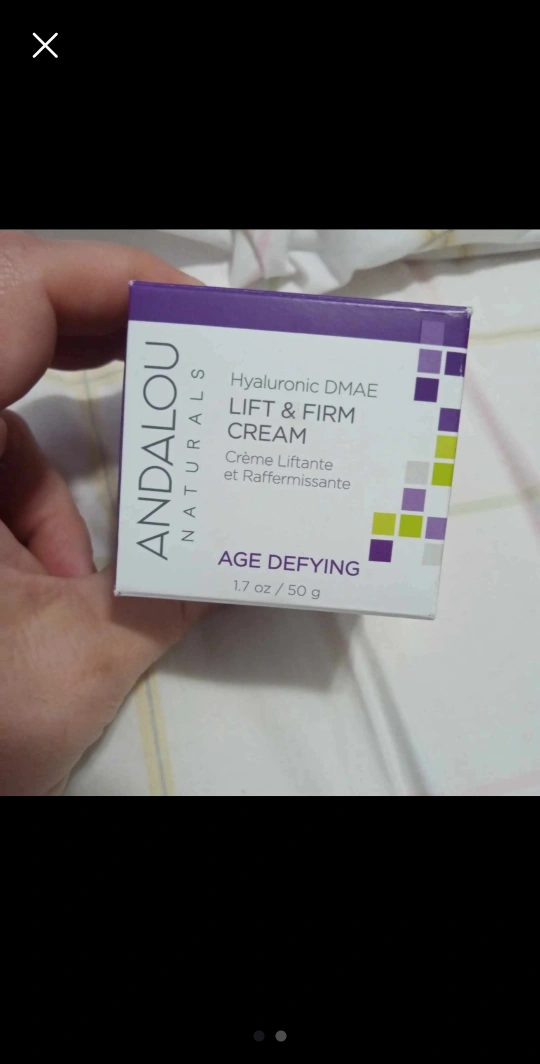 ANDALOU
NATURALS
Hyaluronic DMAE
LIFT & FIRM
CREAM
Crème Liftante
et Raffermissante
AGE DEFYING
1.7 oz / 50 g